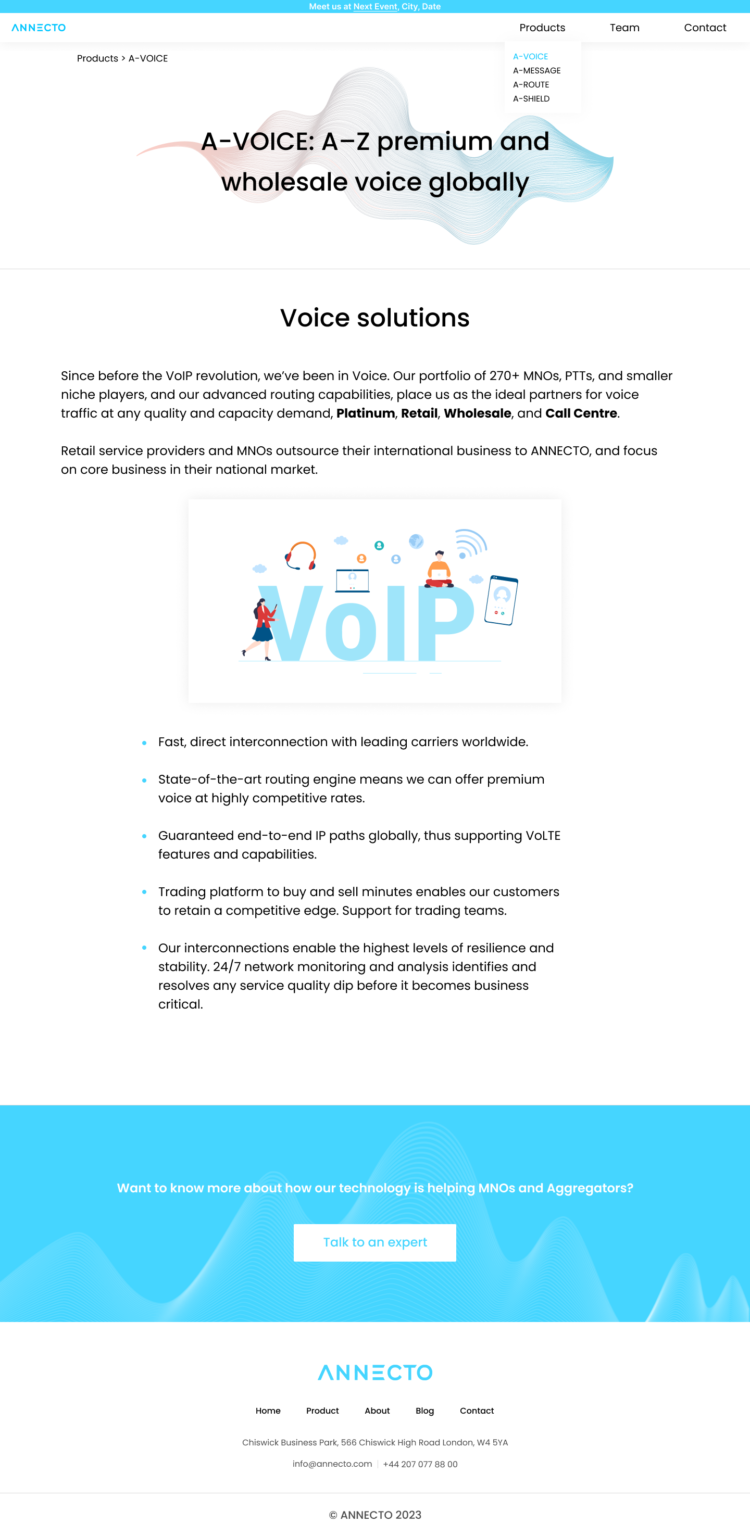 Meet us at Next Event, City, Date
ANNECTO
Products
Team
Contact
Products > A-VOICE
A-VOICE
A-MESSAGE
A-ROUTE
A-SHIELD
A-VOICE: A–Z premium and
wholesale voice globally
Voice solutions
Since before the VoIP revolution, we’ve been in Voice. Our portfolio of 270+ MNOs, PTTs, and smaller
niche players, and our advanced routing capabilities, place us as the ideal partners for voice
traffic at any quality and capacity demand, Platinum, Retail, Wholesale, and Call Centre.
Retail service providers and MNOs outsource their international business to ANNECTO, and focus
on core business in their national market.
VoIP
Fast, direct interconnection with leading carriers worldwide.
State-of-the-art routing engine means we can offer premium
voice at highly competitive rates.
Guaranteed end-to-end IP paths globally, thus supporting VoLTE
features and capabilities.
Trading platform to buy and sell minutes enables our customers
to retain a competitive edge. Support for trading teams.
Our interconnections enable the highest levels of resilience and
stability. 24/7 network monitoring and analysis identifies and
resolves any service quality dip before it becomes business
critical.
Want to know more about how our technology is helping MNOs and Aggregators?
Talk to an expert
ANNECTO
Home
Product
About
Blog
Contact
Chiswick Business Park, 566 Chiswick High Road London, W4 5YA
info@annecto.com | +44 207 077 88 00
© ANNECTO 2023